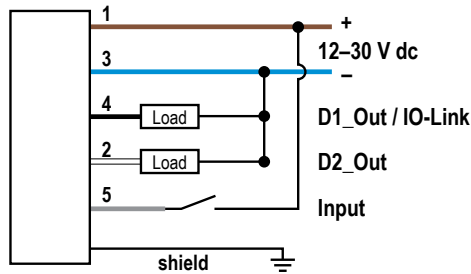 1
+
12–30 V dc
3
–
4
Load
D1_Out / IO-Link
2
Load
D2_Out
5
Input
shield